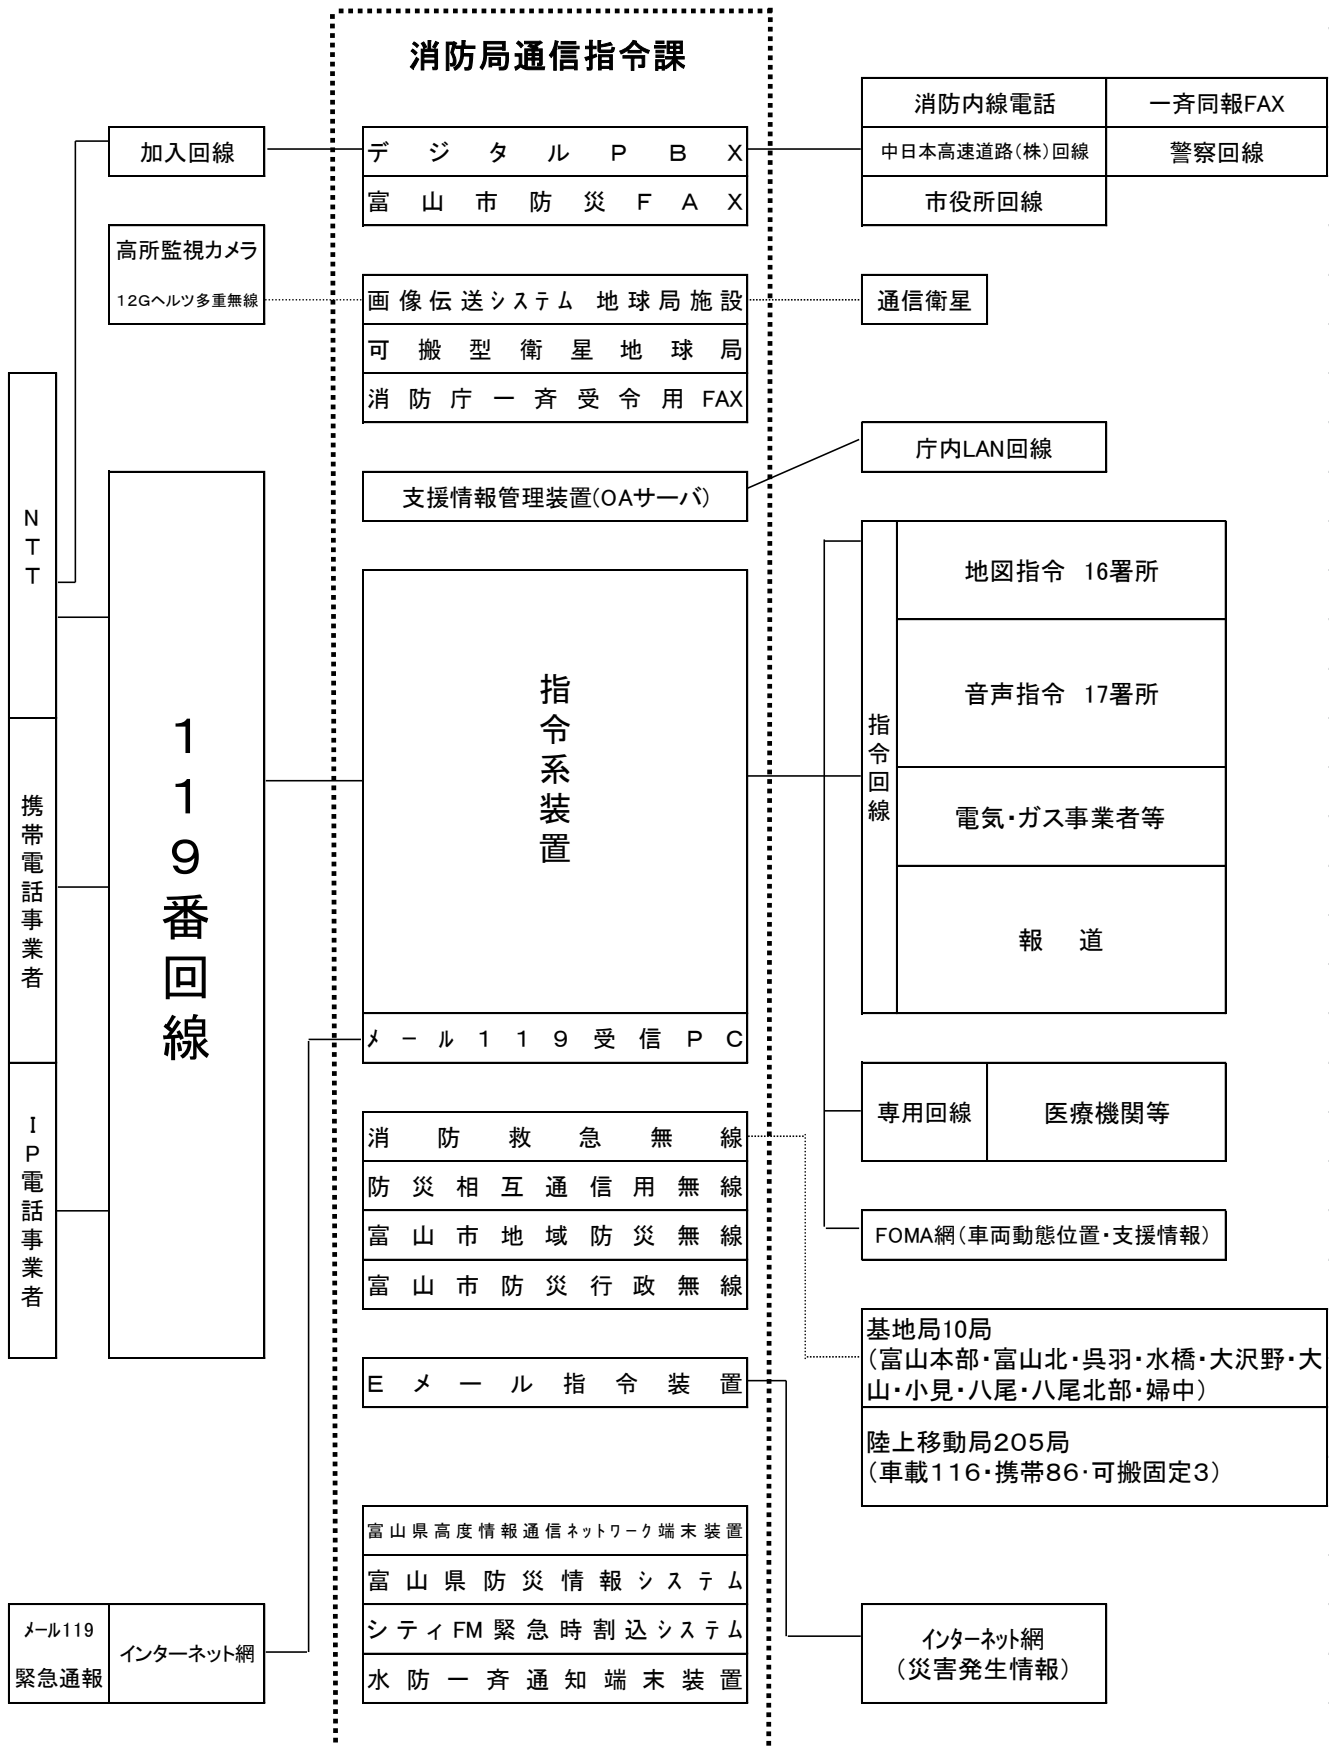 消防局通信指令課
消防内線電話
一斉同報FAX
加入回線
デジタルPBX
中日本高速道路(株)回線
警察回線
富山市防災FAX
市役所回線
高所監視カメラ
12Gヘルツ多重無線
画像伝送システム 地球局施設
通信衛星
可搬型衛星地球局
消防庁一斉受令用FAX
庁内LAN回線
支援情報管理装置(OAサーバ)
NTT
携帯電話事業者
IP電話事業者
119番回線
指令系装置
指令回線
地図指令 16署所
音声指令 17署所
電気・ガス事業者等
報 道
メール119受信PC
専用回線
医療機関等
消防救急無線
防災相互通信用無線
富山市地域防災無線
富山市防災行政無線
FOMA網(車両動態位置・支援情報)
基地局10局
(富山本部・富山北・呉羽・水橋・大沢野・大
山・小見・八尾・八尾北部・婦中)
Eメール指令装置
陸上移動局205局
(車載116・携帯86・可搬固定3)
富山県高度情報通信ネットワーク端末装置
富山県防災情報システム
シティFM緊急時割込システム
水防一斉通知端末装置
メール119
緊急通報
インターネット網
インターネット網
(災害発生情報)